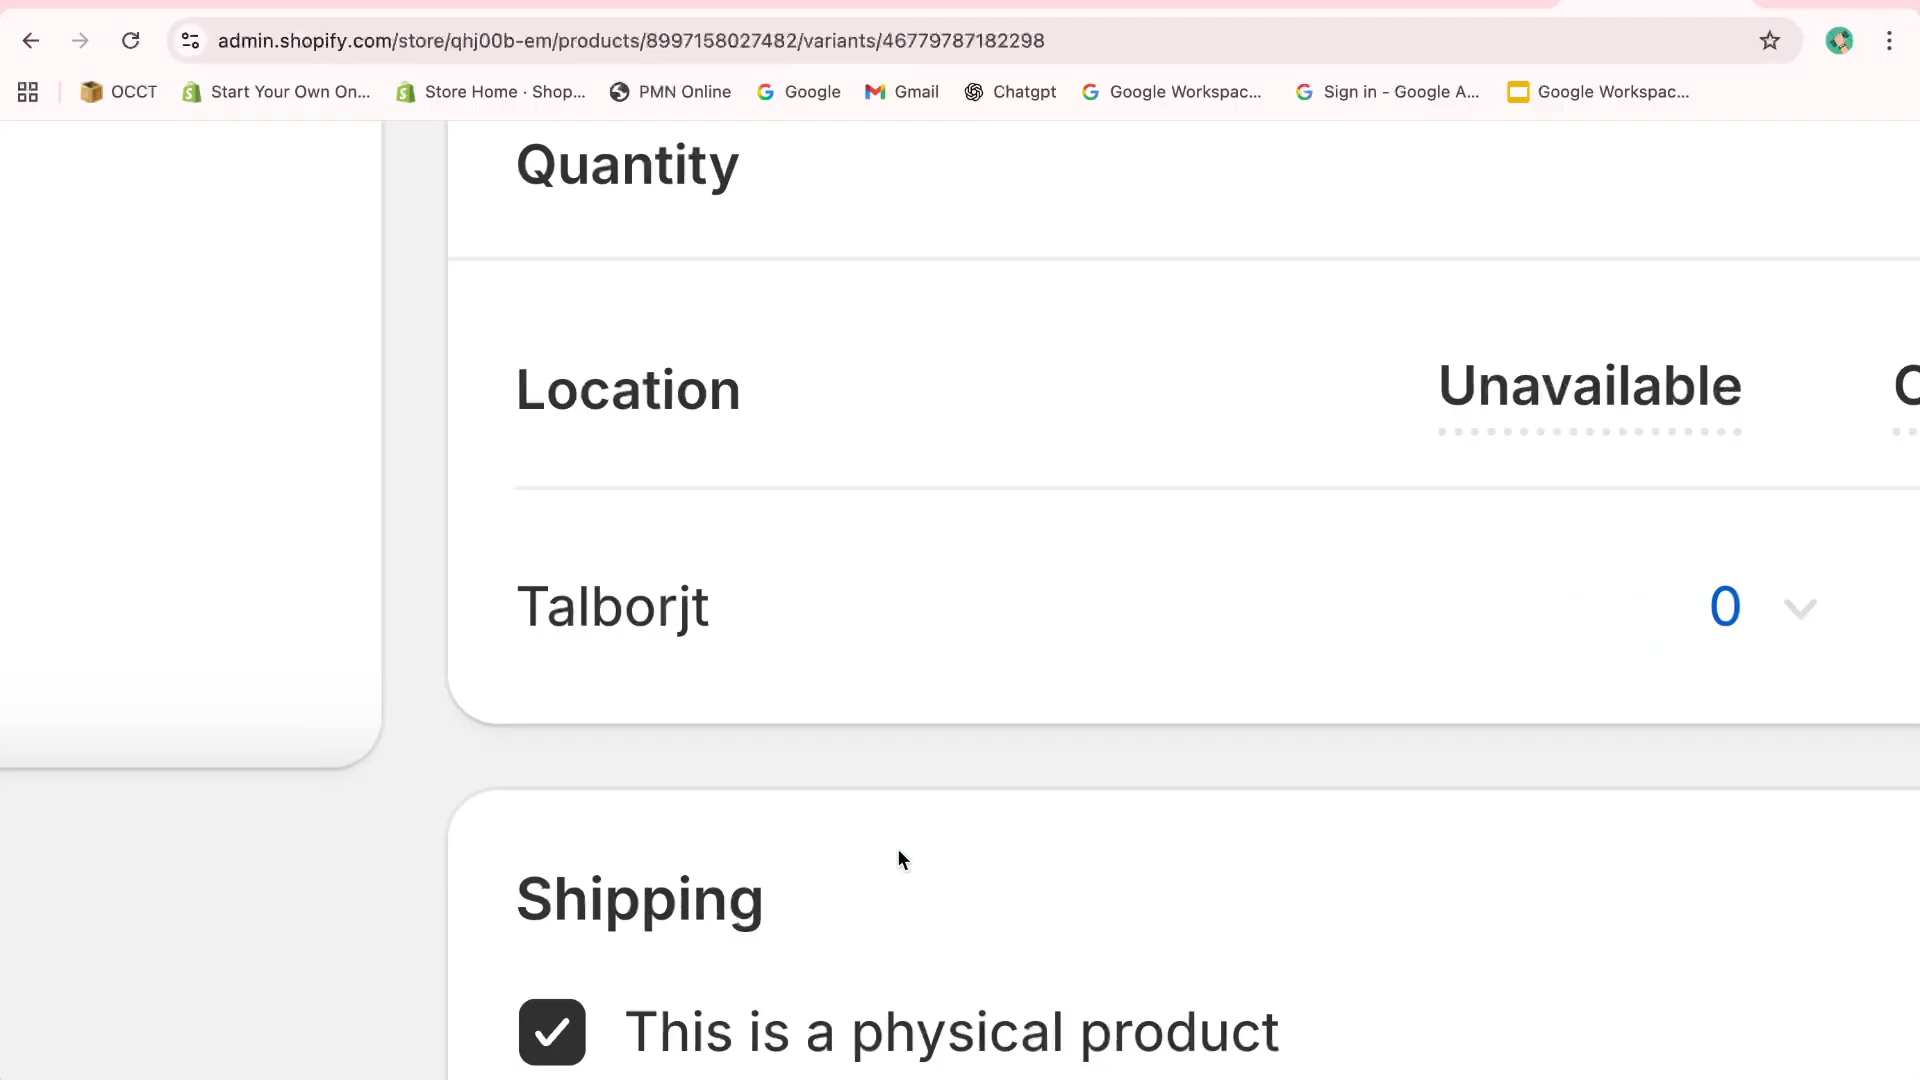 admin.shopify.com/store/qhj00b-em/products/8997158027482/variants/46779787182298
OCCT Start Your Own On... Store Home · Shop... PMN Online Google Gmail Chatgpt Google Workspac... Sign in - Google A... Google Workspac...
Quantity
Location Unavailable
Talborjt 0
Shipping
This is a physical product